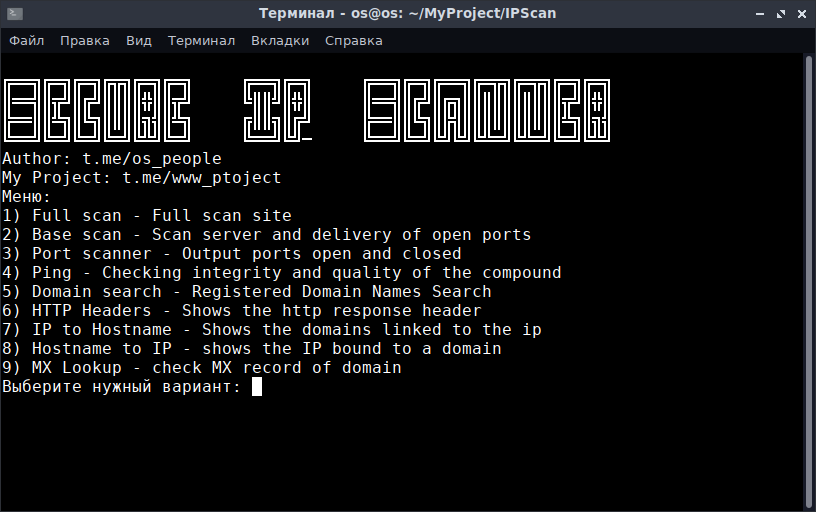 Терминал - os@os: ~/MyProject/IPScan
Файл Правка Вид Терминал Вкладки Справка
SECMOE IP SCANNER
Author: t.me/os_people
My Project: t.me/www_ptoject
Меню:
1) Full scan - Full scan site
2) Base scan - Scan server and delivery of open ports
3) Port scanner - Output ports open and closed
4) Ping - Checking integrity and quality of the compound
5) Domain search - Registered Domain Names Search
6) HTTP Headers - Shows the http response header
7) IP to Hostname - Shows the domains linked to the ip
8) Hostname to IP - shows the IP bound to a domain
9) MX Lookup - check MX record of domain
Выберите нужный вариант: